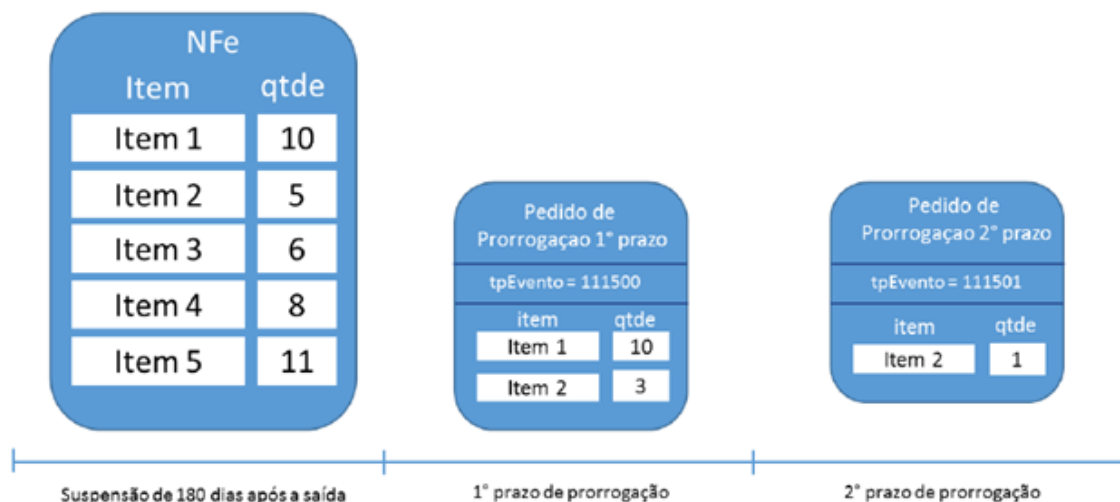 NFe
Item qtde
Item 1 10
Item 2 5
Item 3 6
Item 4 8
Item 5 11
Pedido de
Prorrogaçao 1° prazo
tpEvento = 111500
item qtde
Item 1 10
Item 2 3
Pedido de
Prorrogaçao 2° prazo
tpEvento = 111501
item qtde
Item 2 1
Suspensão de 180 dias após a saída
1° prazo de prorrogação
2° prazo de prorrogação